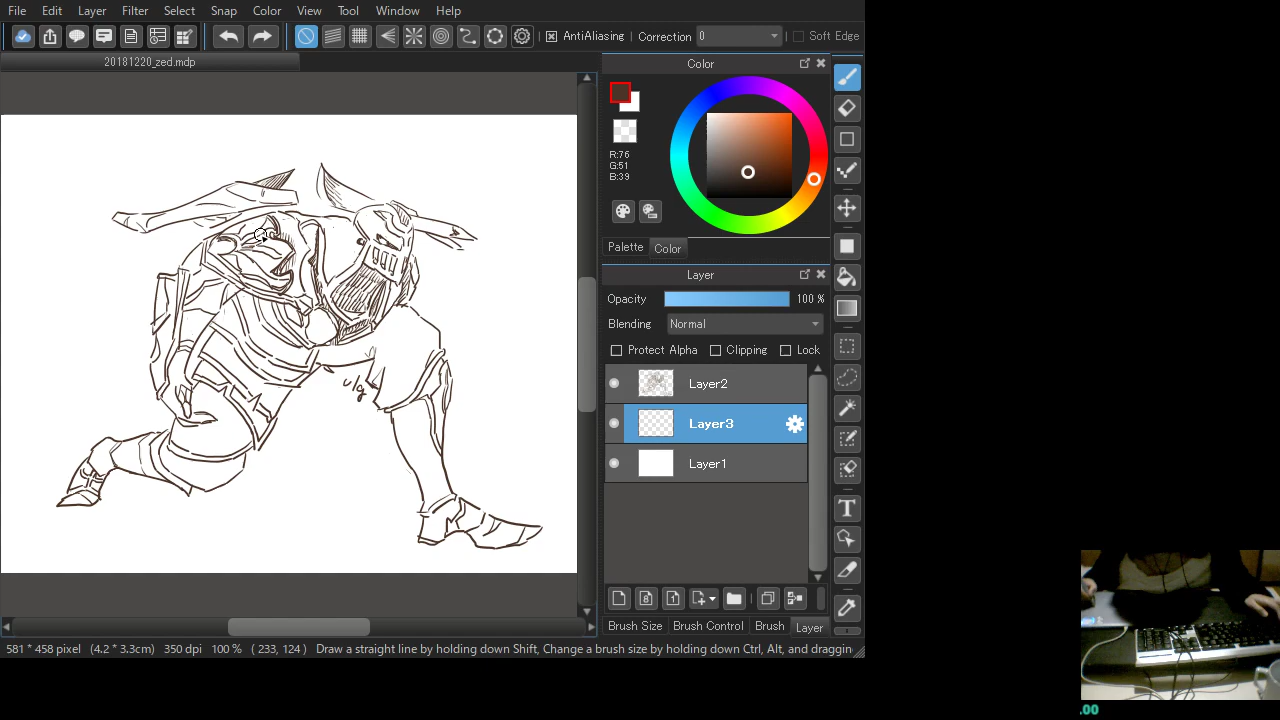 File Edit Layer Filter Select Snap Color View Tool Window Help
AntiAliasing Correction 0 Soft Edge
20181220_zed.mdp
Color
R:76
G:51
B:39
Palette Color
Layer
Opacity 100 %
Blending Normal
Protect Alpha Clipping Lock
Layer2
Layer3
Layer1
8 1
Brush Size Brush Control Brush Layer
581 * 458 pixel (4.2 * 3.3cm) 350 dpi 100 % ( 233, 124 ) Draw a straight line by holding down Shift, Change a brush size by holding down Ctrl, Alt, and draggin
.00